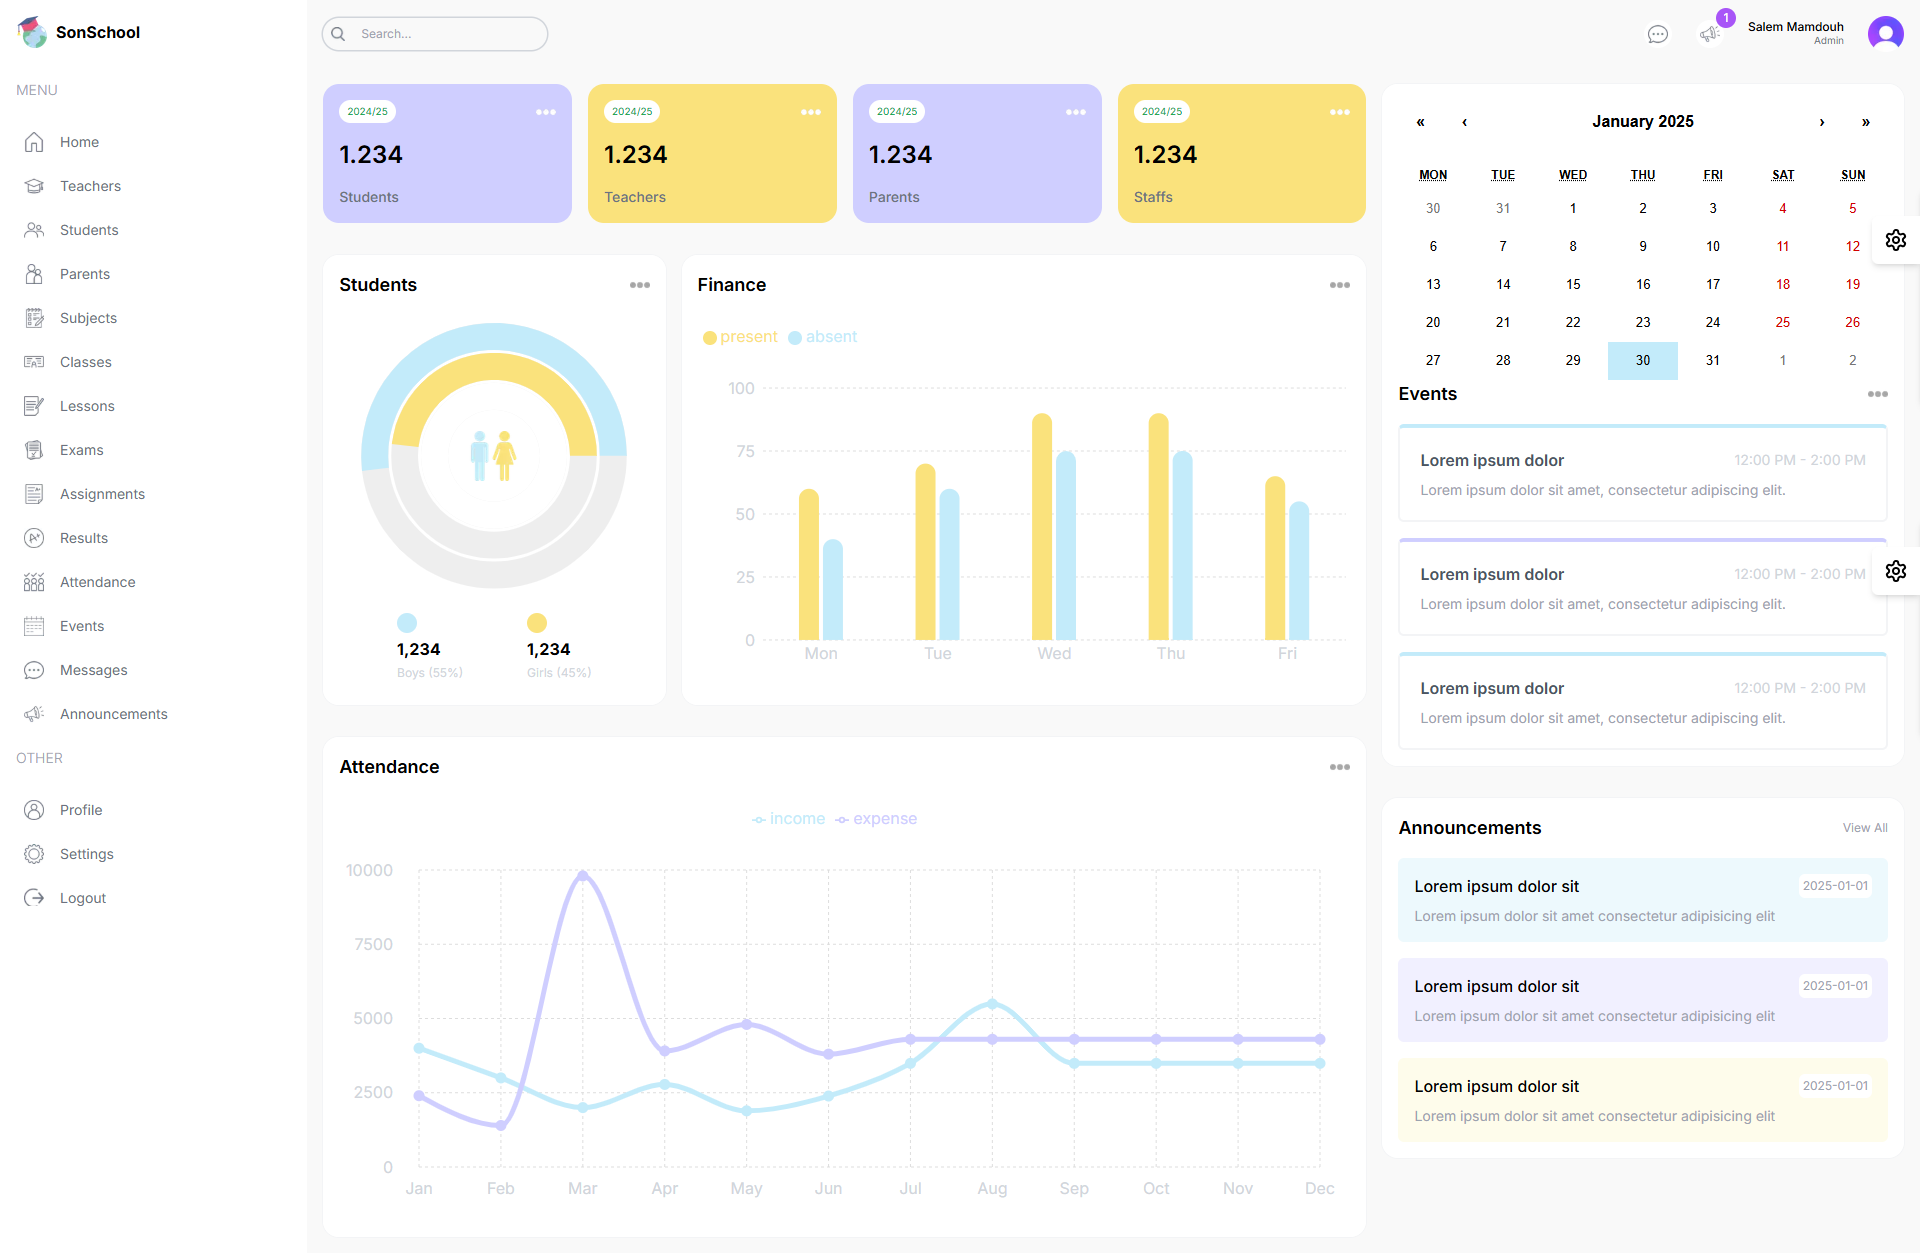 SonSchool
MENU
Home
Teachers
Students
Parents
Subjects
Classes
Lessons
Exams
Assignments
Results
Attendance
Events
Messages
Announcements
OTHER
Profile
Settings
Logout
Search...
1
Salem Mamdouh
Admin
2024/25
1.234
Students
2024/25
1.234
Teachers
2024/25
1.234
Parents
2024/25
1.234
Staffs
Students
1,234
Boys (55%)
1,234
Girls (45%)
Finance
present absent
100
75
50
25
0
Mon Tue Wed Thu Fri
Attendance
income expense
10000
7500
5000
2500
0
Jan Feb Mar Apr May Jun Jul Aug Sep Oct Nov Dec
« ‹ January 2025 › »
MON TUE WED THU FRI SAT SUN
30 31 1 2 3 4 5
6 7 8 9 10 11 12
13 14 15 16 17 18 19
20 21 22 23 24 25 26
27 28 29 30 31 1 2
Events
Lorem ipsum dolor 12:00 PM - 2:00 PM
Lorem ipsum dolor sit amet, consectetur adipiscing elit.
Lorem ipsum dolor 12:00 PM - 2:00 PM
Lorem ipsum dolor sit amet, consectetur adipiscing elit.
Lorem ipsum dolor 12:00 PM - 2:00 PM
Lorem ipsum dolor sit amet, consectetur adipiscing elit.
Announcements View All
Lorem ipsum dolor sit 2025-01-01
Lorem ipsum dolor sit amet consectetur adipisicing elit
Lorem ipsum dolor sit 2025-01-01
Lorem ipsum dolor sit amet consectetur adipisicing elit
Lorem ipsum dolor sit 2025-01-01
Lorem ipsum dolor sit amet consectetur adipisicing elit